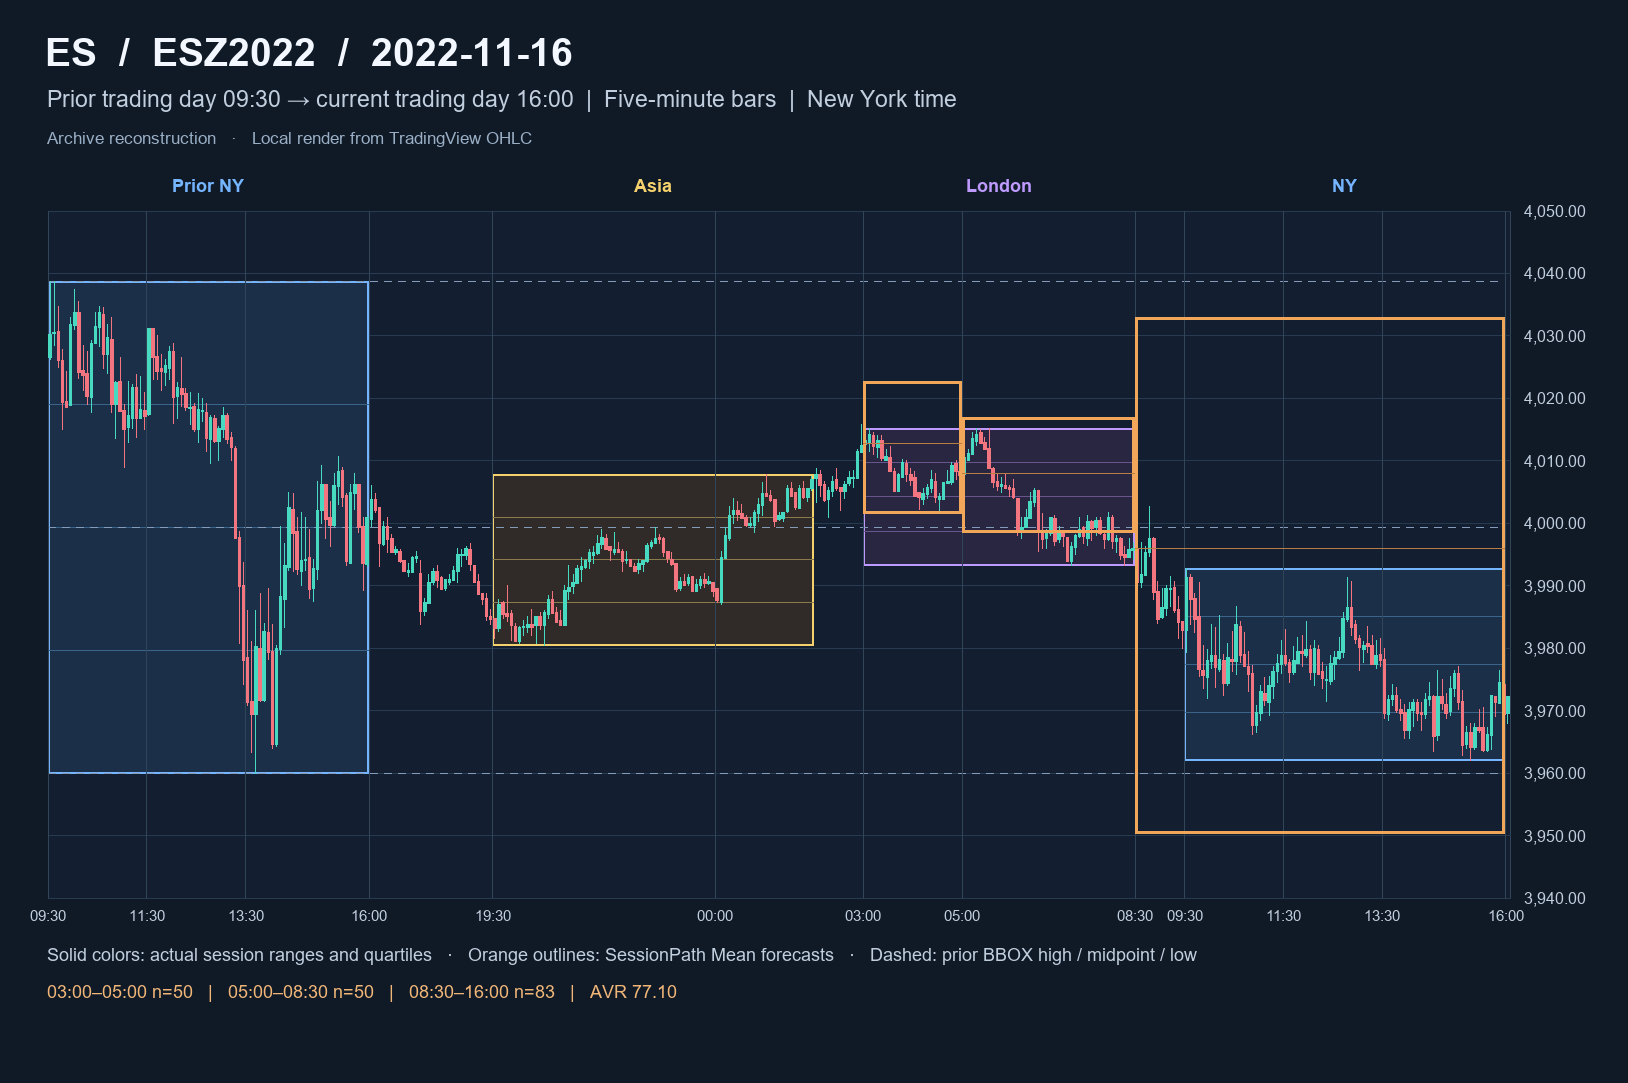 ES / ESZ2022 / 2022-11-16
Prior trading day 09:30 → current trading day 16:00 | Five-minute bars | New York time
Archive reconstruction · Local render from TradingView OHLC
Prior NY Asia London NY
4,050.00
4,040.00
4,030.00
4,020.00
4,010.00
4,000.00
3,990.00
3,980.00
3,970.00
3,960.00
3,950.00
3,940.00
09:30 11:30 13:30 16:00 19:30 00:00 03:00 05:00 08:30 09:30 11:30 13:30 16:00
Solid colors: actual session ranges and quartiles · Orange outlines: SessionPath Mean forecasts · Dashed: prior BBOX high / midpoint / low
03:00–05:00 n=50 | 05:00–08:30 n=50 | 08:30–16:00 n=83 | AVR 77.10